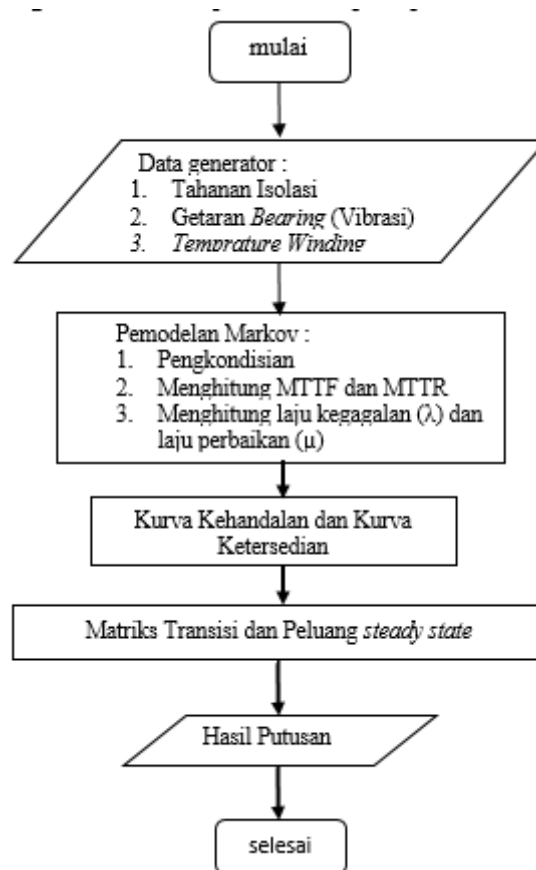 mulai
Data generator :
1. Tahanan Isolasi
2. Getaran Bearing (Vibrasi)
3. Temprature Winding
Pemodelan Markov :
1. Pengkondisian
2. Menghitung MTTF dan MTTR
3. Menghitung laju kegagalan (λ) dan
laju perbaikan (μ)
Kurva Kehandalan dan Kurva
Ketersedian
Matriks Transisi dan Peluang steady state
Hasil Putusan
selesai